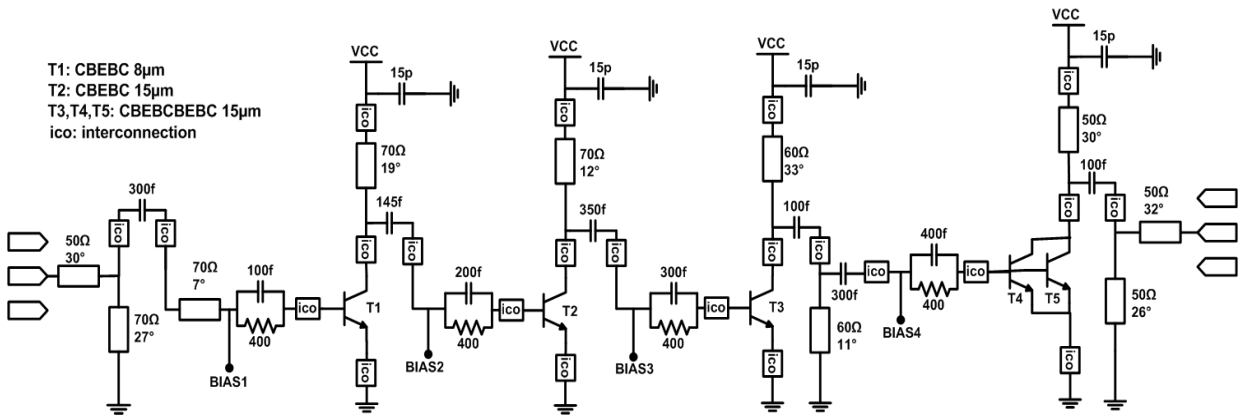 T1: CBEBC 8μm
T2: CBEBC 15μm
T3,T4,T5: CBEBCBEBC 15μm
ico: interconnection
50Ω
30°
ico
300f
ico
70Ω
27°
70Ω
7°
BIAS1
100f
400
ico
VCC
15p
ico
70Ω
19°
145f
ico
T1
ico
ico
BIAS2
200f
400
ico
VCC
15p
ico
70Ω
12°
350f
ico
T2
ico
ico
BIAS3
300f
400
ico
VCC
15p
ico
60Ω
33°
100f
ico
T3
ico
ico
60Ω
11°
300f
ico
BIAS4
400f
400
ico
VCC
15p
ico
50Ω
30°
100f
ico
T4
T5
ico
ico
50Ω
32°
50Ω
26°